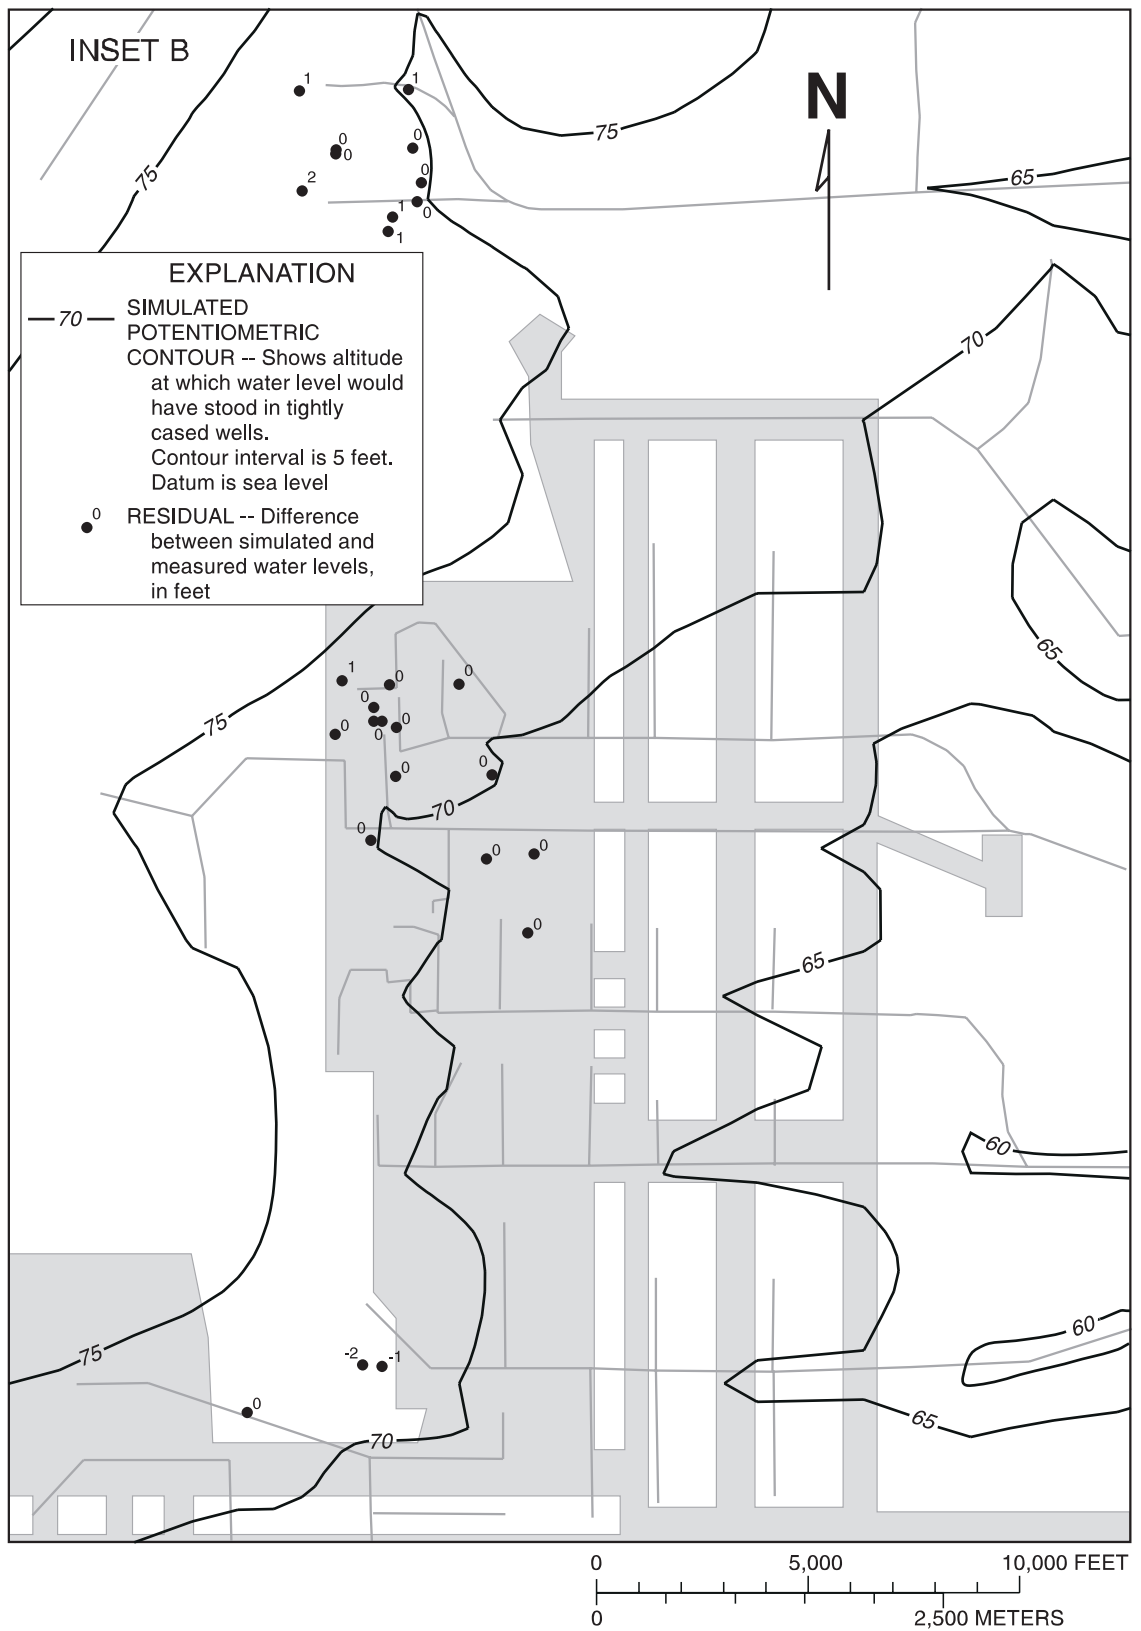 INSET B
N
1
1
75
0
0
0
0
65
75
2
0
1
0
1
EXPLANATION
70
SIMULATED
POTENTIOMETRIC
CONTOUR -- Shows altitude
at which water level would
have stood in tightly
cased wells.
Contour interval is 5 feet.
Datum is sea level
0
RESIDUAL -- Difference
between simulated and
measured water levels,
in feet
70
65
1
0
0
0
75
0
0
0
0
0
70
0
0
0
0
65
60
60
75
-2
-1
0
65
70
0 5,000 10,000 FEET
0 2,500 METERS